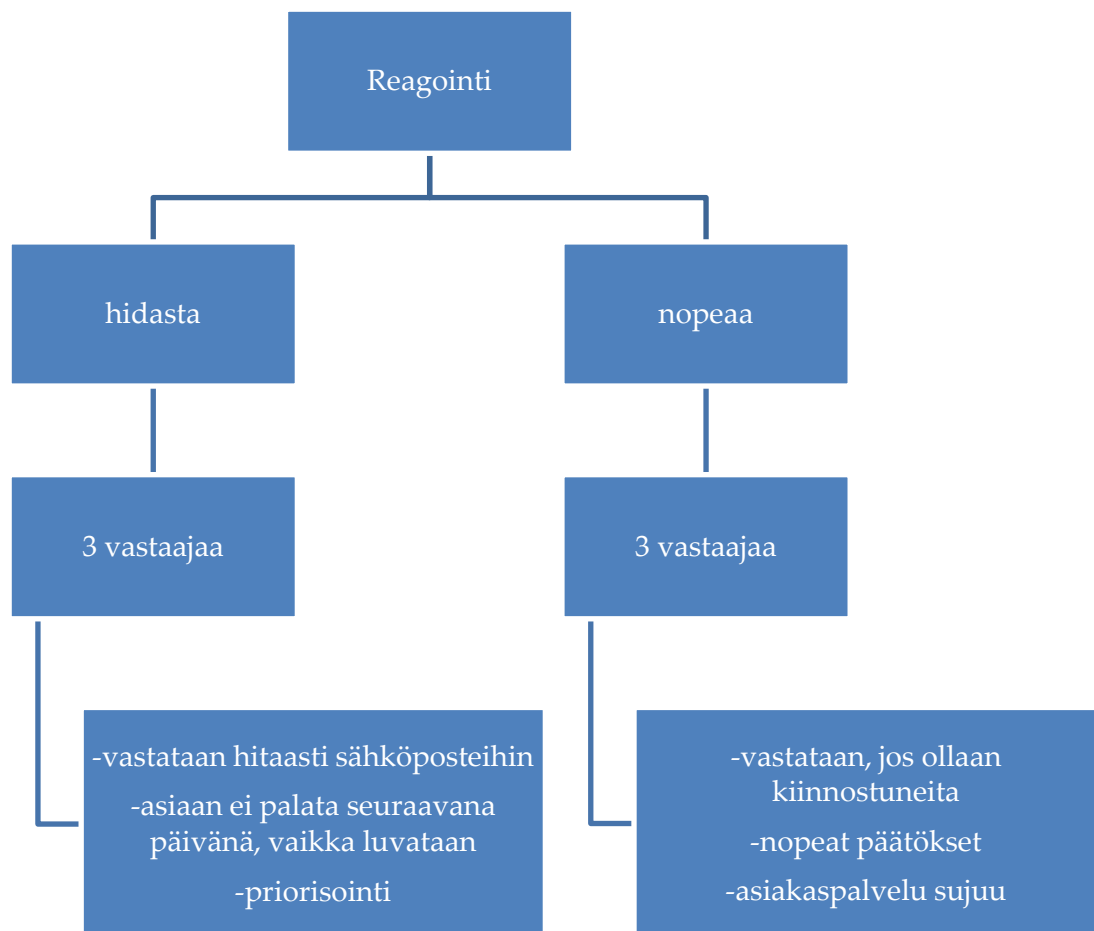 Reagointi
hidasta
nopeaa
3 vastaajaa
3 vastaajaa
-vastataan hitaasti sähköposteihin
-asiaan ei palata seuraavana
päivänä, vaikka luvataan
-priorisointi
-vastataan, jos ollaan
kiinnostuneita
-nopeat päätökset
-asiakaspalvelu sujuu